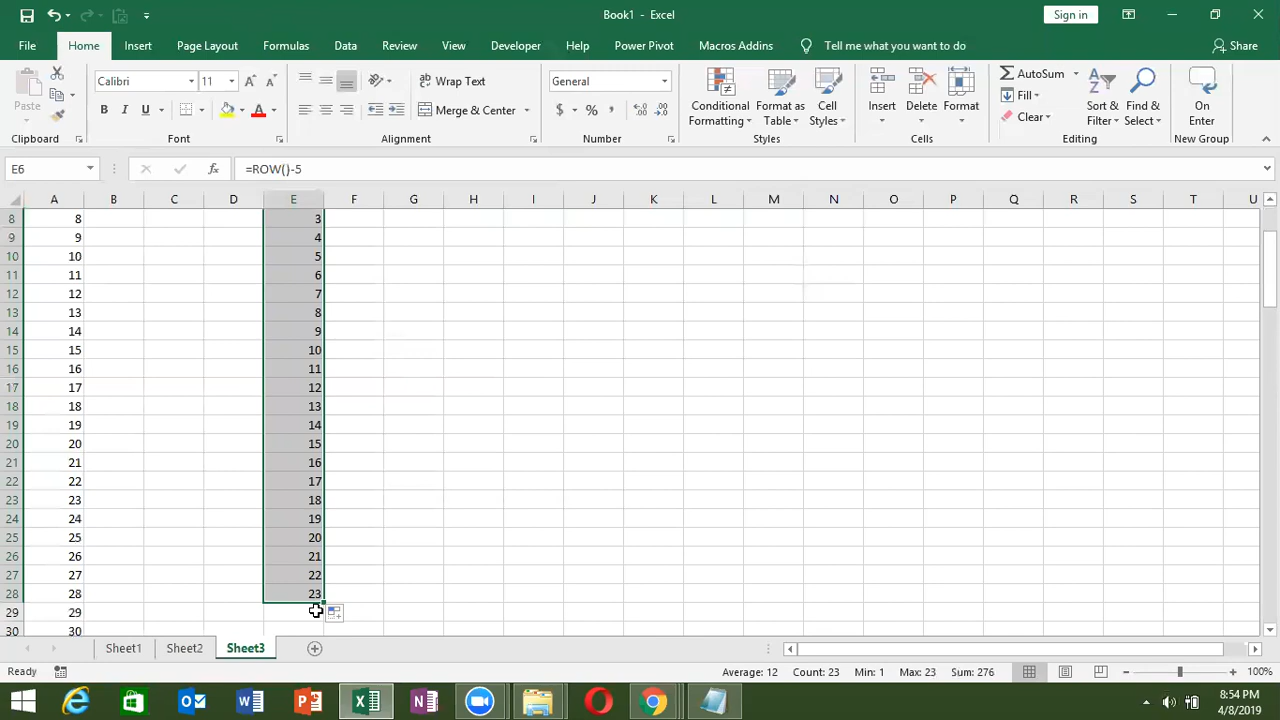 Book1 - Excel
Sign in
File Home Insert Page Layout Formulas Data Review View Developer Help Power Pivot Macros Addins Tell me what you want to do Share
Paste
Calibri 11 A A
Wrap Text
General
Conditional Formatting
Format as Table
Cell Styles
Insert
Delete
Format
AutoSum
Fill
Clear
Sort & Filter
Find & Select
On Enter
B I U A
Merge & Center
$ % ,
Clipboard Font Alignment Number Styles Cells Editing New Group
E6 fx =ROW()-5
A B C D E F G H I J K L M N O P Q R S T U
8 8 3
9 9 4
10 10 5
11 11 6
12 12 7
13 13 8
14 14 9
15 15 10
16 16 11
17 17 12
18 18 13
19 19 14
20 20 15
21 21 16
22 22 17
23 23 18
24 24 19
25 25 20
26 26 21
27 27 22
28 28 23
29 29
30 30
Sheet1 Sheet2 Sheet3
Ready Average: 12 Count: 23 Min: 1 Max: 23 Sum: 276 100%
8:54 PM
4/8/2019